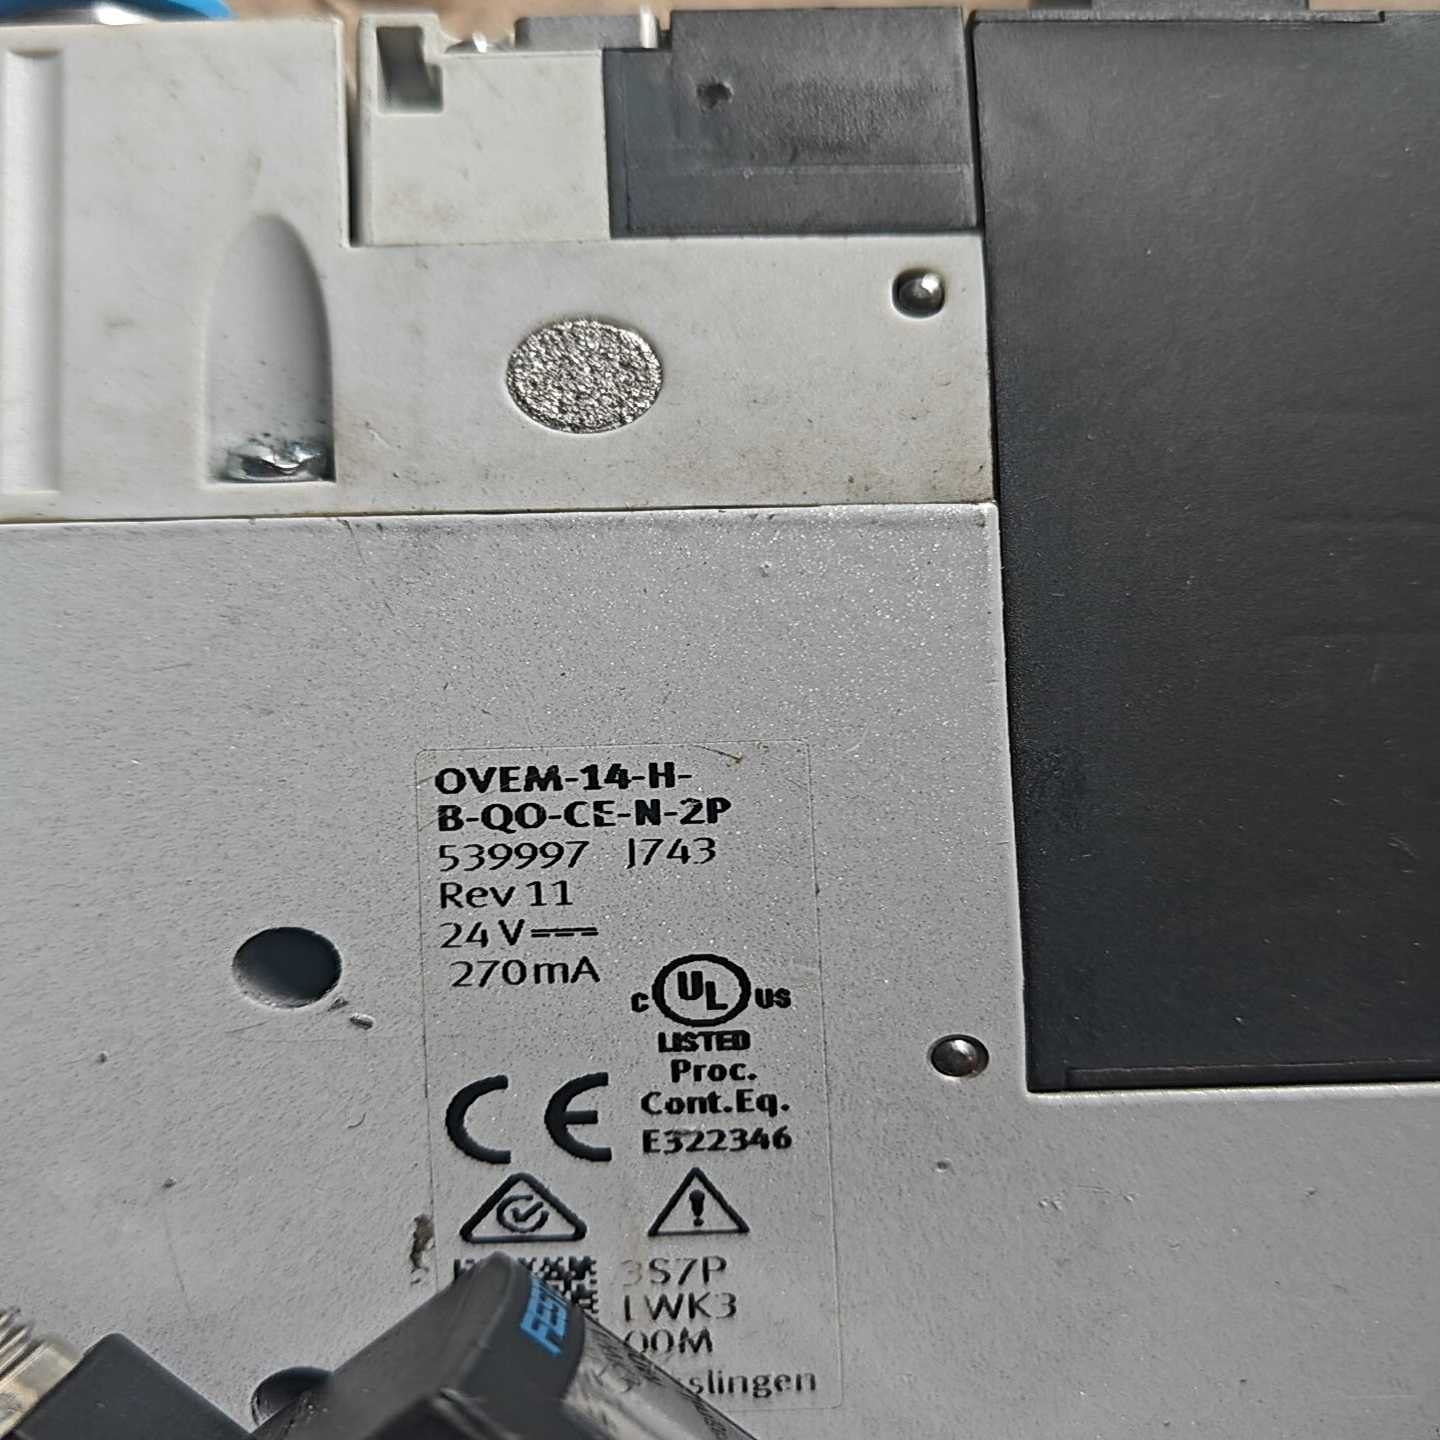 OVEM-14-H-
B-QO-CE-N-2P
539997 J743
Rev 11
24 V
270mA
C UL US
LISTED
Proc.
Cont.Eq.
E322346
CE
3S7P
1WK3
00M
FEST
slingen